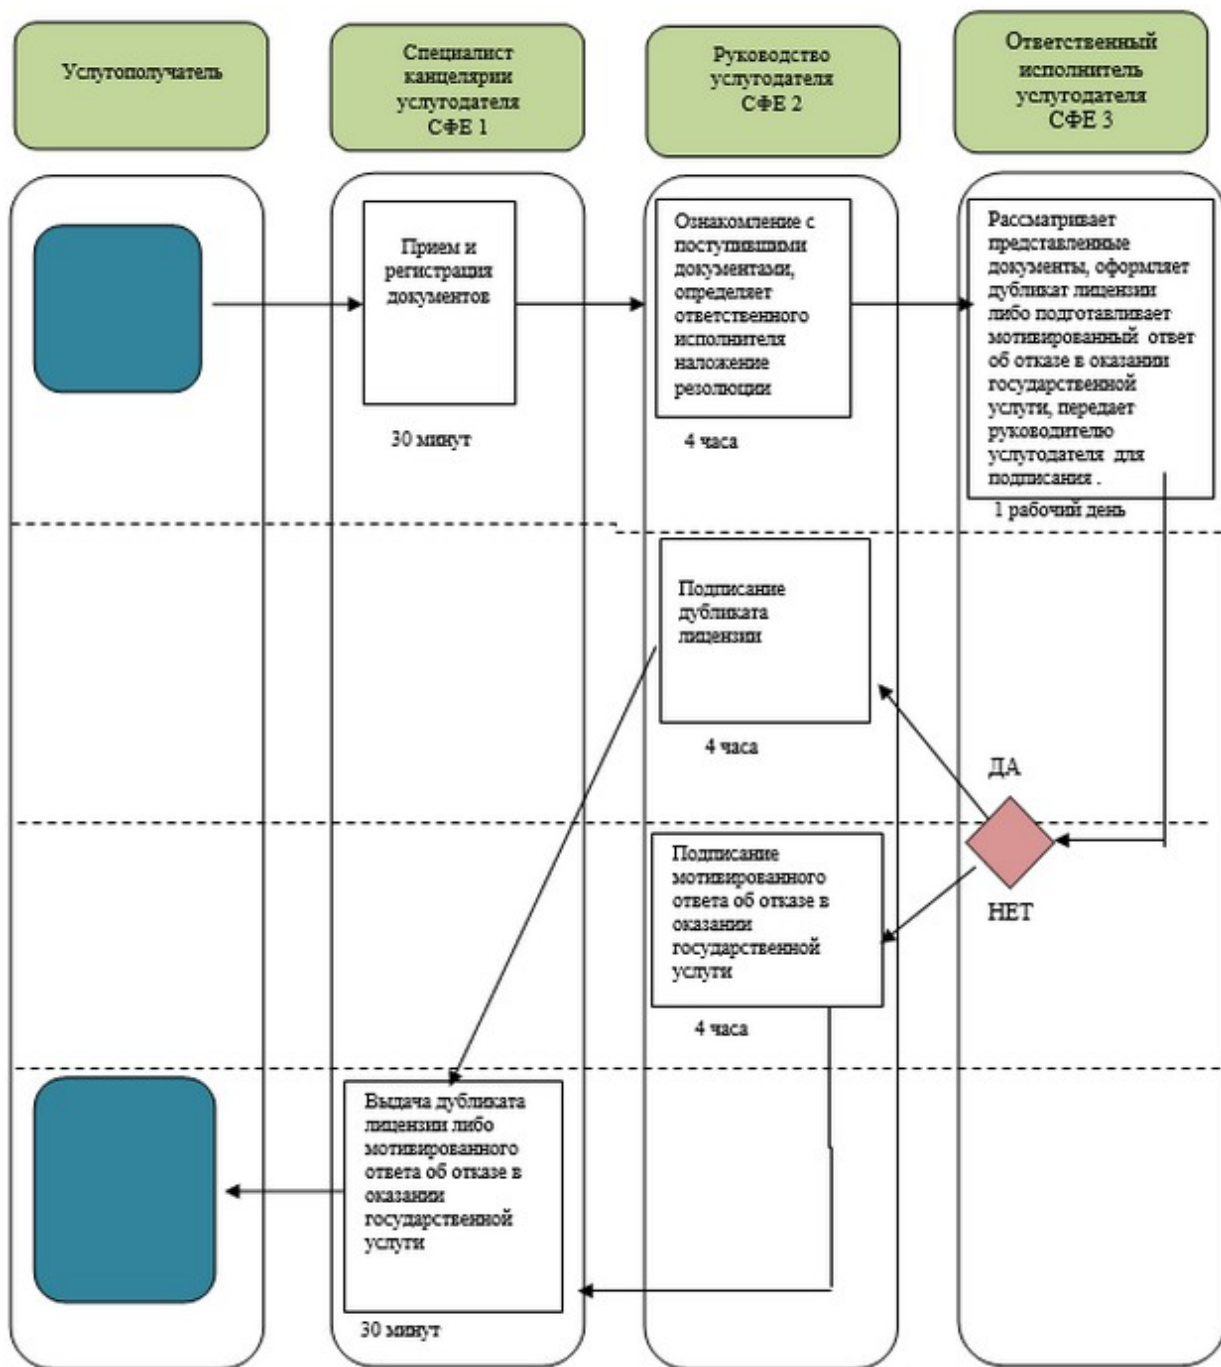 Услугополучатель
Специалист
канцелярии
услугодателя
СФЕ 1
Руководство
услугодателя
СФЕ 2
Ответственный
исполнитель
услугодателя
СФЕ 3
Прием и
регистрация
документов
30 минут
Ознакомление с
поступившими
документами,
определяет
ответственного
исполнителя
наложение
резолюции
4 часа
Рассматривает
представленные
документы, оформляет
дубликат лицензии
либо подготавливает
мотивированный ответ
об отказе в оказании
государственной
услуги, передает
руководителю
услугодателя для
подписания .
1 рабочий день
Подписание
дубликата
лицензии
4 часа
ДА
НЕТ
Подписание
мотивированного
ответа об отказе в
оказании
государственной
услуги
4 часа
Выдача дубликата
лицензии либо
мотивированного
ответа об отказе в
оказании
государственной
услуги
30 минут